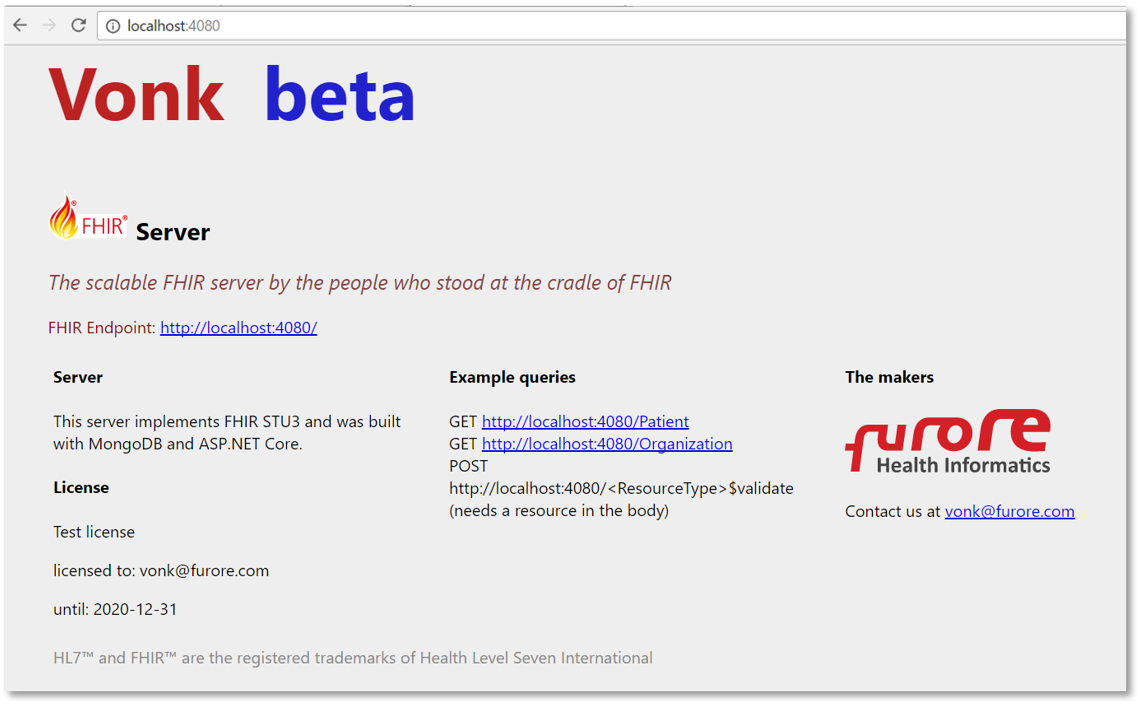 localhost:4080
Vonk beta
FHIR® Server
The scalable FHIR server by the people who stood at the cradle of FHIR
FHIR Endpoint: http://localhost:4080/
Server
This server implements FHIR STU3 and was built
with MongoDB and ASP.NET Core.
License
Test license
licensed to: vonk@furore.com
until: 2020-12-31
Example queries
GET http://localhost:4080/Patient
GET http://localhost:4080/Organization
POST
http://localhost:4080/<ResourceType>$validate
(needs a resource in the body)
The makers
furore
Health Informatics
Contact us at vonk@furore.com
HL7™ and FHIR™ are the registered trademarks of Health Level Seven International